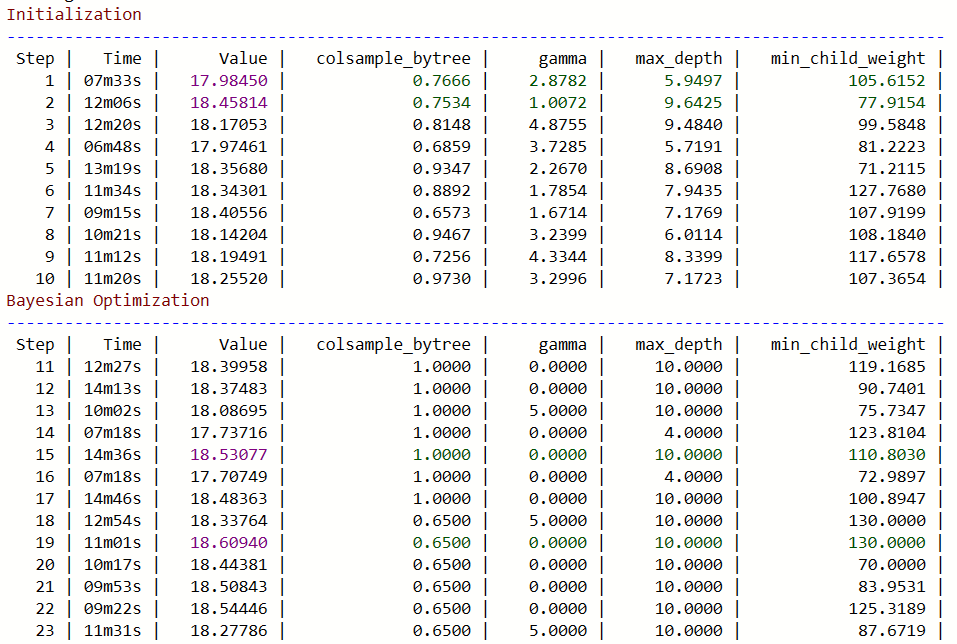 Initialization
--------------------------------------------------------------------------------------------------
Step | Time | Value | colsample_bytree | gamma | max_depth | min_child_weight |
1 | 07m33s | 17.98450 | 0.7666 | 2.8782 | 5.9497 | 105.6152 |
2 | 12m06s | 18.45814 | 0.7534 | 1.0072 | 9.6425 | 77.9154 |
3 | 12m20s | 18.17053 | 0.8148 | 4.8755 | 9.4840 | 99.5848 |
4 | 06m48s | 17.97461 | 0.6859 | 3.7285 | 5.7191 | 81.2223 |
5 | 13m19s | 18.35680 | 0.9347 | 2.2670 | 8.6908 | 71.2115 |
6 | 11m34s | 18.34301 | 0.8892 | 1.7854 | 7.9435 | 127.7680 |
7 | 09m15s | 18.40556 | 0.6573 | 1.6714 | 7.1769 | 107.9199 |
8 | 10m21s | 18.14204 | 0.9467 | 3.2399 | 6.0114 | 108.1840 |
9 | 11m12s | 18.19491 | 0.7256 | 4.3344 | 8.3399 | 117.6578 |
10 | 11m20s | 18.25520 | 0.9730 | 3.2996 | 7.1723 | 107.3654 |
Bayesian Optimization
--------------------------------------------------------------------------------------------------
Step | Time | Value | colsample_bytree | gamma | max_depth | min_child_weight |
11 | 12m27s | 18.39958 | 1.0000 | 0.0000 | 10.0000 | 119.1685 |
12 | 14m13s | 18.37483 | 1.0000 | 0.0000 | 10.0000 | 90.7401 |
13 | 10m02s | 18.08695 | 1.0000 | 5.0000 | 10.0000 | 75.7347 |
14 | 07m18s | 17.73716 | 1.0000 | 0.0000 | 4.0000 | 123.8104 |
15 | 14m36s | 18.53077 | 1.0000 | 0.0000 | 10.0000 | 110.8030 |
16 | 07m18s | 17.70749 | 1.0000 | 0.0000 | 4.0000 | 72.9897 |
17 | 14m46s | 18.48363 | 1.0000 | 0.0000 | 10.0000 | 100.8947 |
18 | 12m54s | 18.33764 | 0.6500 | 5.0000 | 10.0000 | 130.0000 |
19 | 11m01s | 18.60940 | 0.6500 | 0.0000 | 10.0000 | 130.0000 |
20 | 10m17s | 18.44381 | 0.6500 | 0.0000 | 10.0000 | 70.0000 |
21 | 09m53s | 18.50843 | 0.6500 | 0.0000 | 10.0000 | 83.9531 |
22 | 09m22s | 18.54446 | 0.6500 | 0.0000 | 10.0000 | 125.3189 |
23 | 11m31s | 18.27786 | 0.6500 | 5.0000 | 10.0000 | 87.6719 |